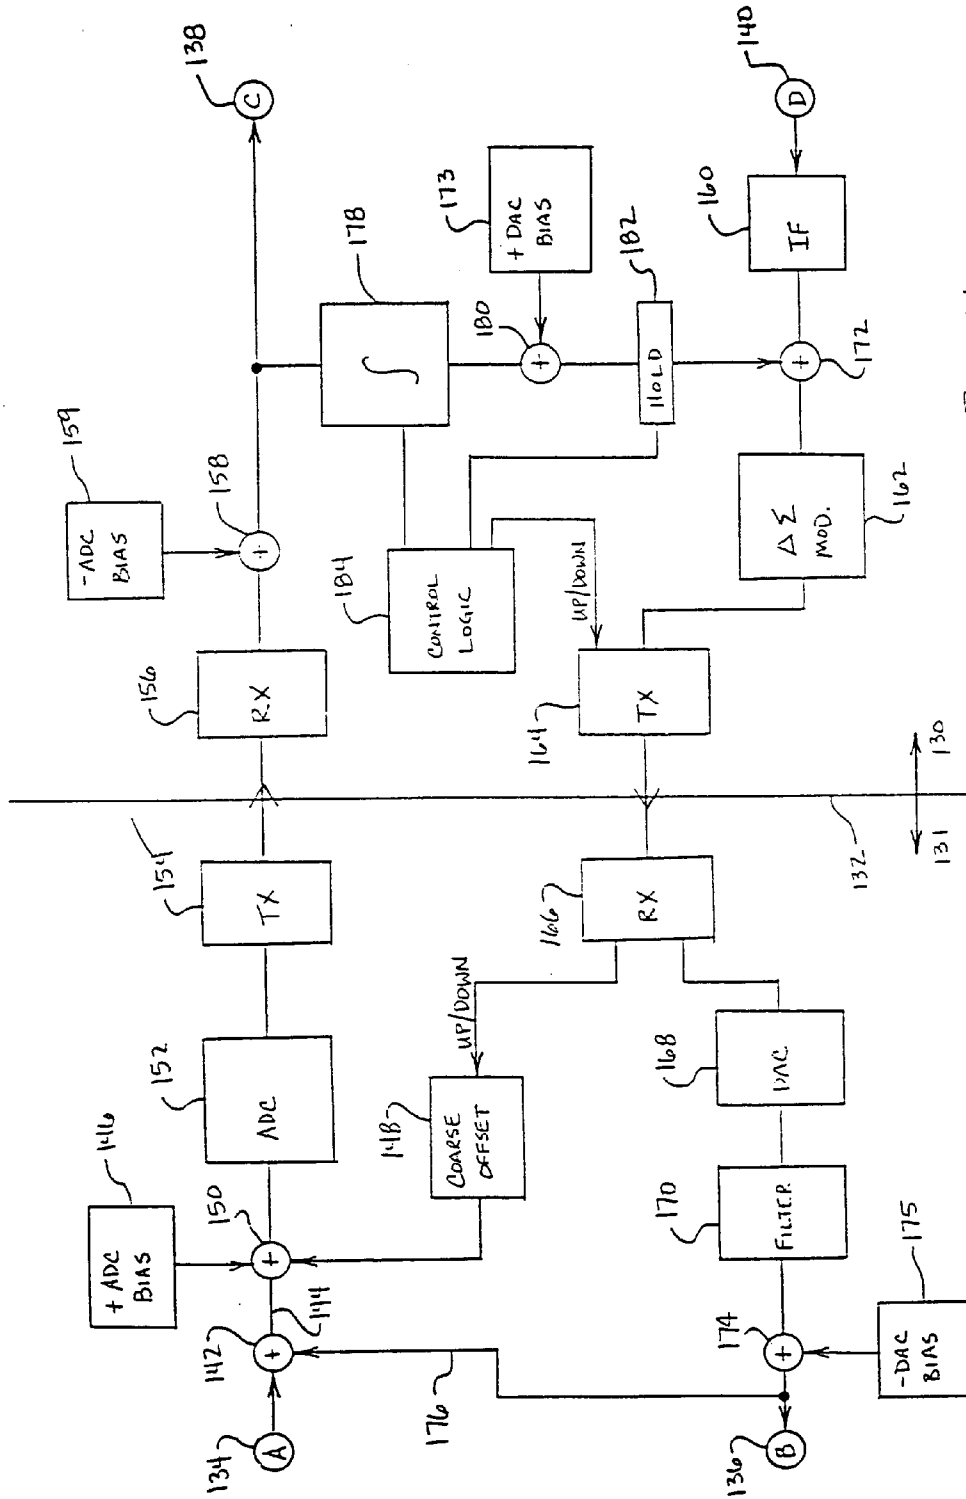 134
A
142
+
144
+ ADC
BIAS
146
150
+
ADC
152
TX
154
RX
156
- ADC
BIAS
159
158
+
C
138
176
COARSE
OFFSET
148
UP/DOWN
CONTROL
LOGIC
184
UP/DOWN
∫
178
+
180
+ DAC
BIAS
173
HOLD
182
136
B
174
+
- DAC
BIAS
175
FILTER
170
DAC
168
RX
166
TX
164
Δ Σ
MOD.
162
+
172
IF
160
D
140
132
131
130